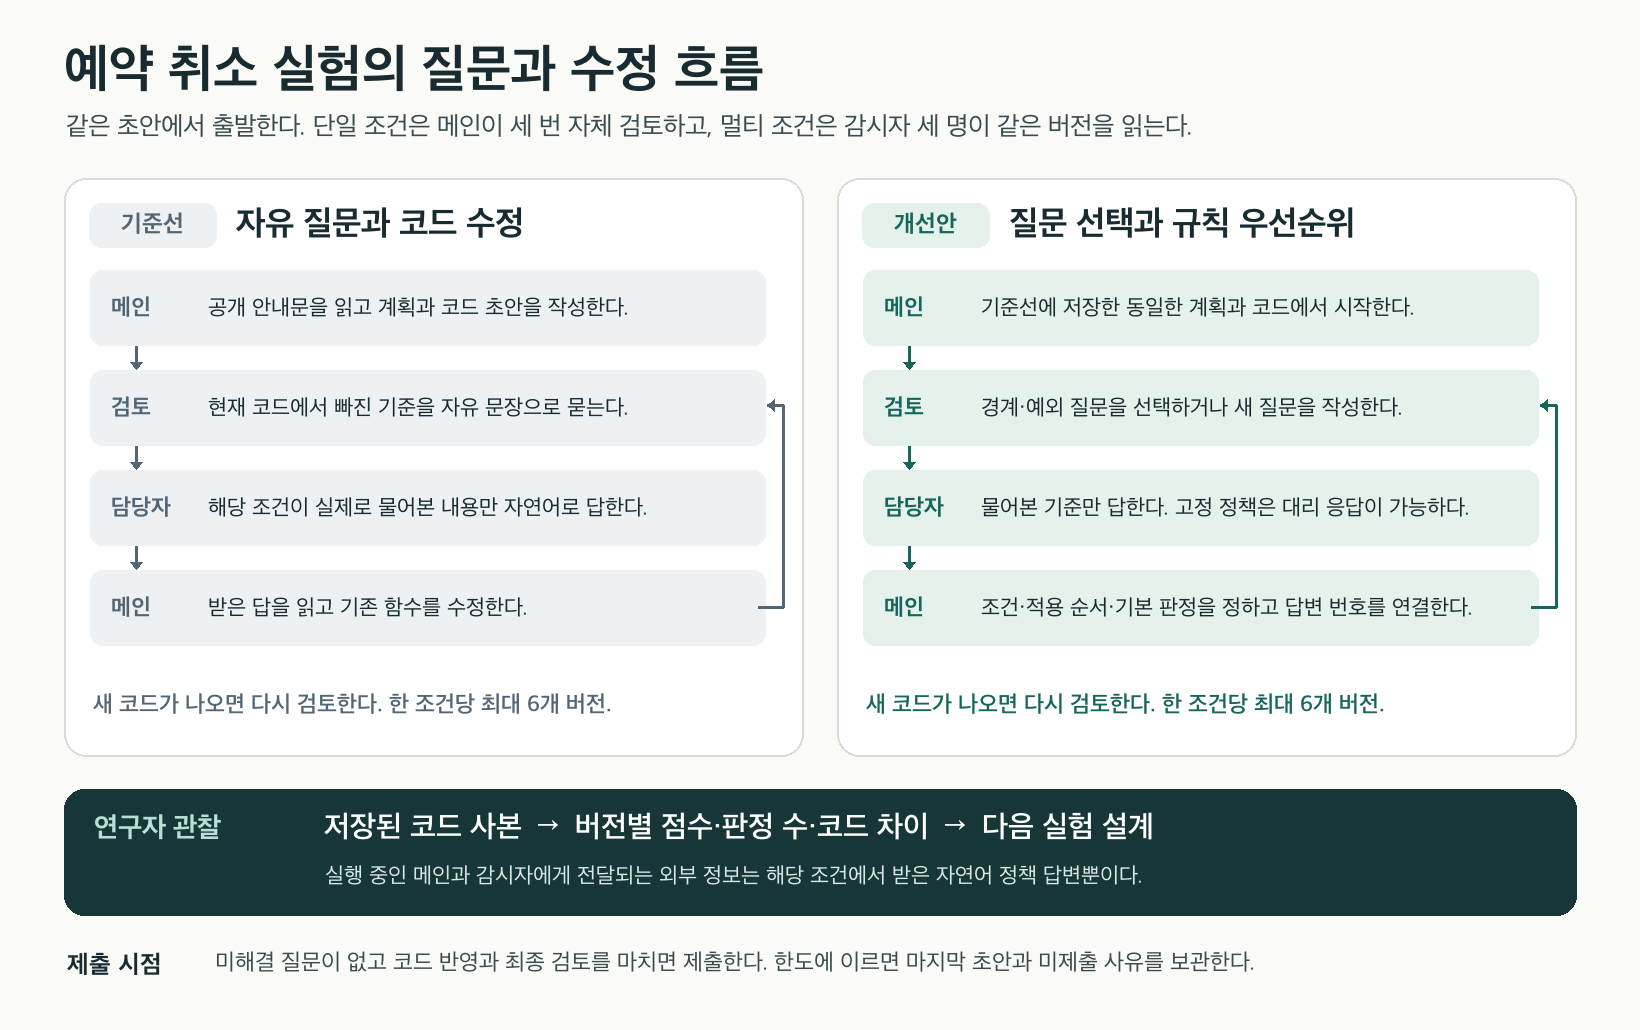 예약 취소 실험의 질문과 수정 흐름
같은 초안에서 출발한다. 단일 조건은 메인이 세 번 자체 검토하고, 멀티 조건은 감시자 세 명이 같은 버전을 읽는다.
기준선 자유 질문과 코드 수정
메인 공개 안내문을 읽고 계획과 코드 초안을 작성한다.
검토 현재 코드에서 빠진 기준을 자유 문장으로 묻는다.
담당자 해당 조건이 실제로 물어본 내용만 자연어로 답한다.
메인 받은 답을 읽고 기존 함수를 수정한다.
새 코드가 나오면 다시 검토한다. 한 조건당 최대 6개 버전.
개선안 질문 선택과 규칙 우선순위
메인 기준선에 저장한 동일한 계획과 코드에서 시작한다.
검토 경계·예외 질문을 선택하거나 새 질문을 작성한다.
담당자 물어본 기준만 답한다. 고정 정책은 대리 응답이 가능하다.
메인 조건·적용 순서·기본 판정을 정하고 답변 번호를 연결한다.
새 코드가 나오면 다시 검토한다. 한 조건당 최대 6개 버전.
연구자 관찰 저장된 코드 사본 → 버전별 점수·판정 수·코드 차이 → 다음 실험 설계
실행 중인 메인과 감시자에게 전달되는 외부 정보는 해당 조건에서 받은 자연어 정책 답변뿐이다.
제출 시점 미해결 질문이 없고 코드 반영과 최종 검토를 마치면 제출한다. 한도에 이르면 마지막 초안과 미제출 사유를 보관한다.